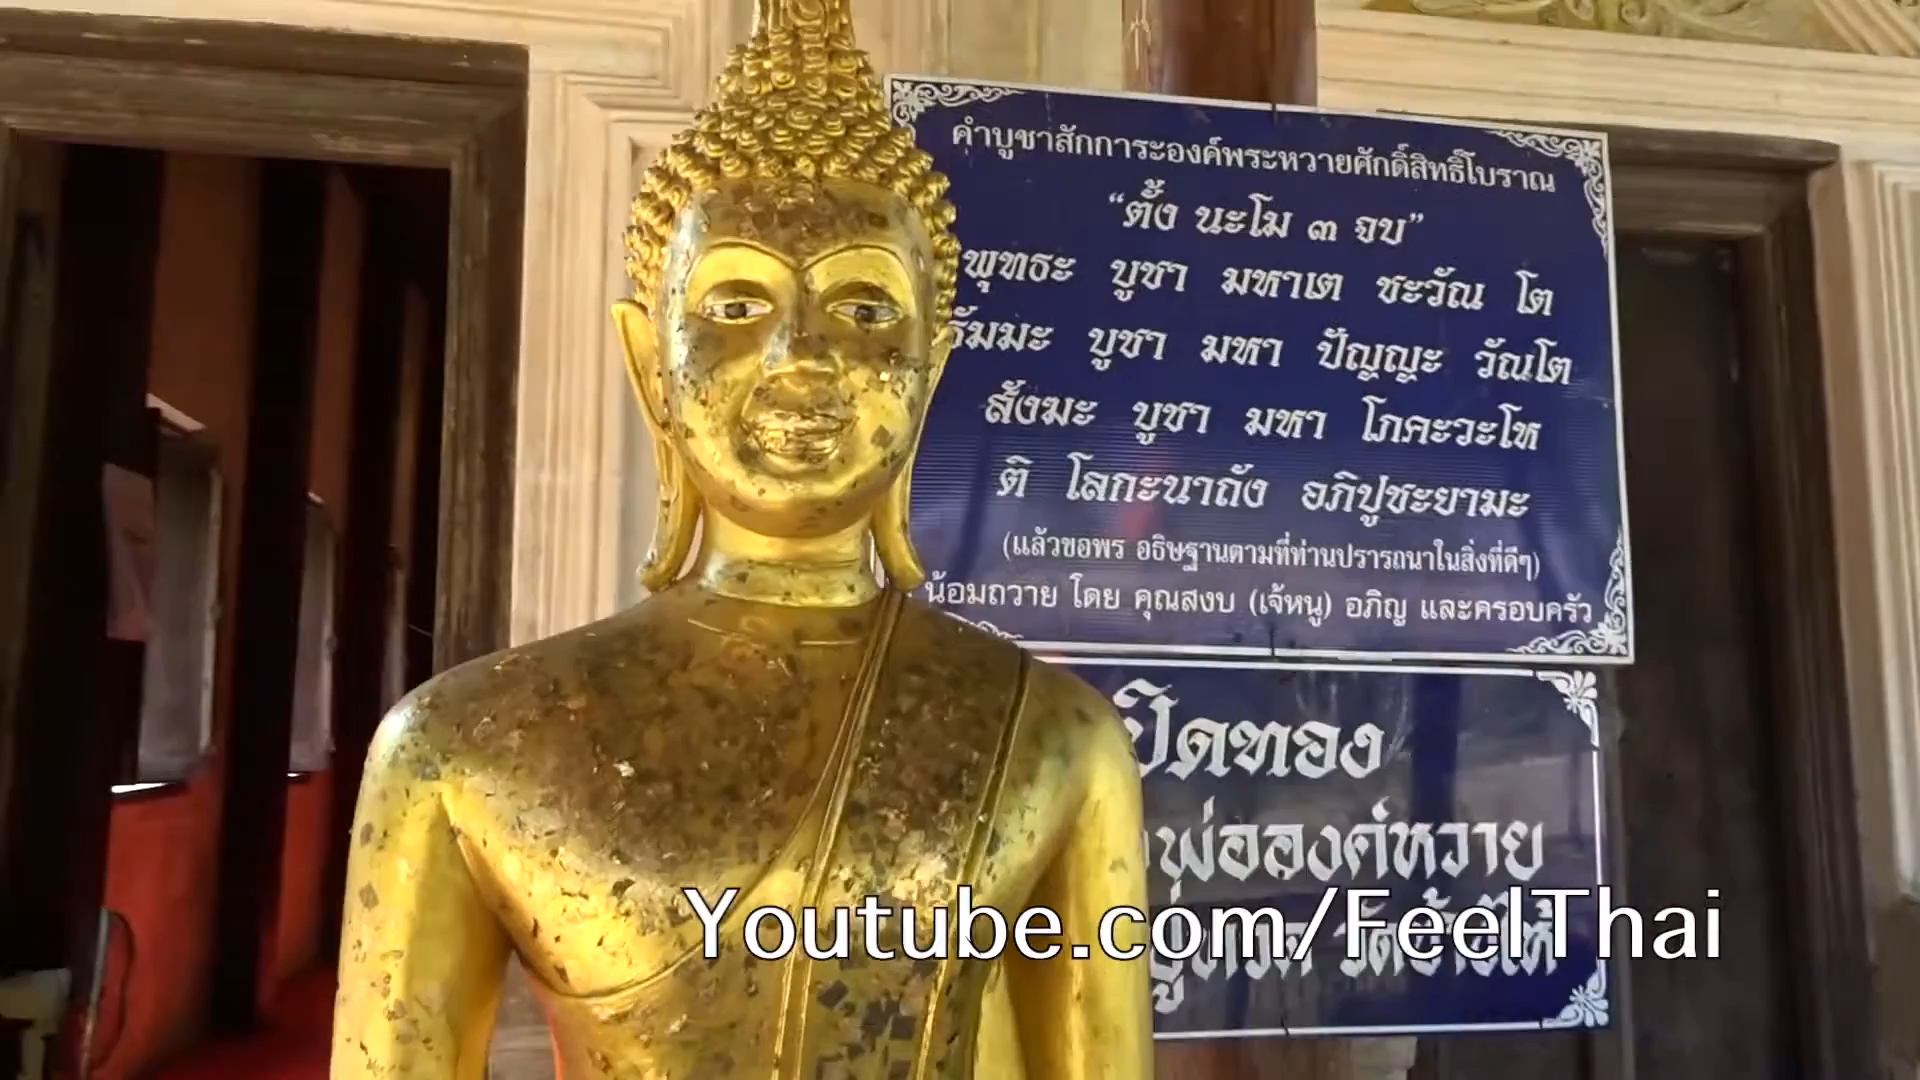 คำบูชาสักการะองค์พระหวายศักดิ์สิทธิ์โบราณ
“ตั้ง นะโม ๓ จบ”
พุทธะ บูชา มหาเต ชะวัณ โต
ธัมมะ บูชา มหา ปัญญะ วัณโต
สังฆะ บูชา มหา โภคะวะโห
ติ โลกะนาถัง อภิปูชะยามะ
(แล้วขอพร อธิษฐานตามที่ท่านปรารถนาในสิ่งที่ดีๆ)
น้อมถวาย โดย คุณสงบ (เจ้หนู) อภิญ และครอบครัว
ปิดทอง
พ่อองค์หวาย
Youtube.com/FeelThai